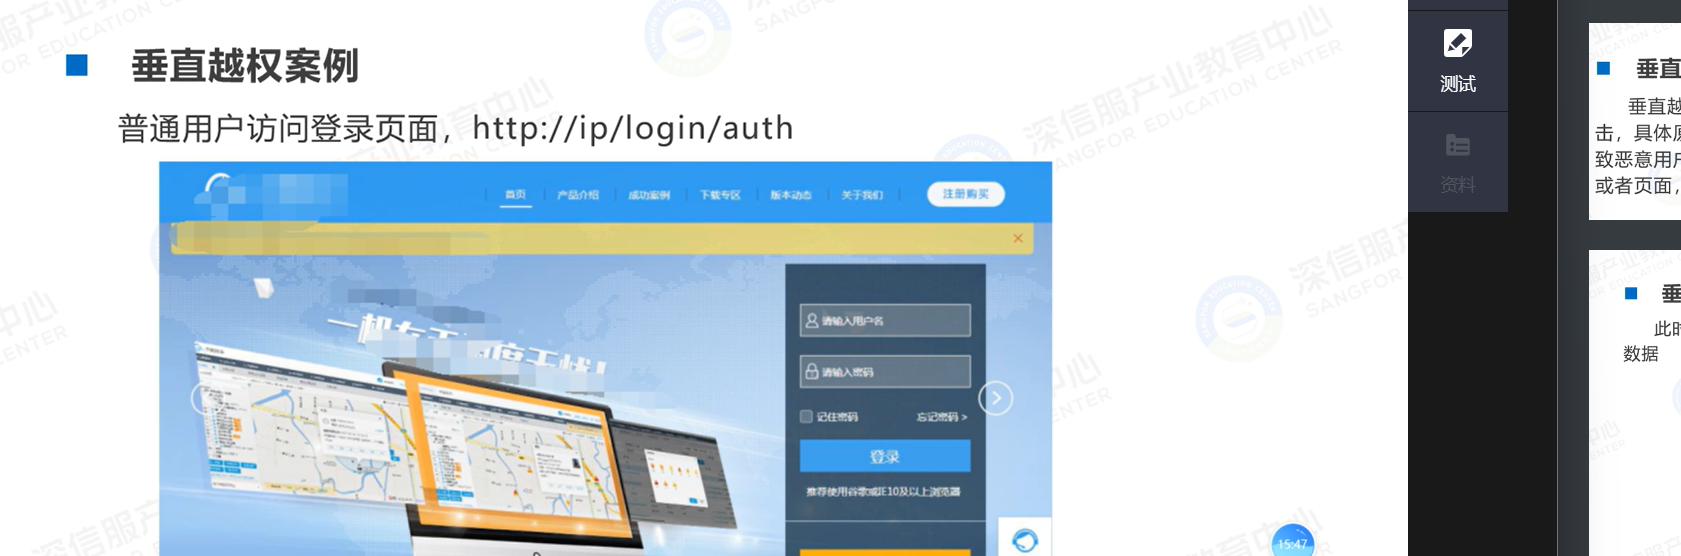 垂直越权案例
普通用户访问登录页面，http://ip/login/auth
首页
产品介绍
成功案例
下载专区
版本动态
关于我们
注册购买
请输入用户名
请输入密码
记住密码
忘记密码 >
登录
推荐使用谷歌或IE10及以上浏览器
15:47
测试
资料
垂直
垂直越
击，具体原
致恶意用户
或者页面，
垂
此时
数据
深信服产业教育中心
SANGFOR EDUCATION CENTER